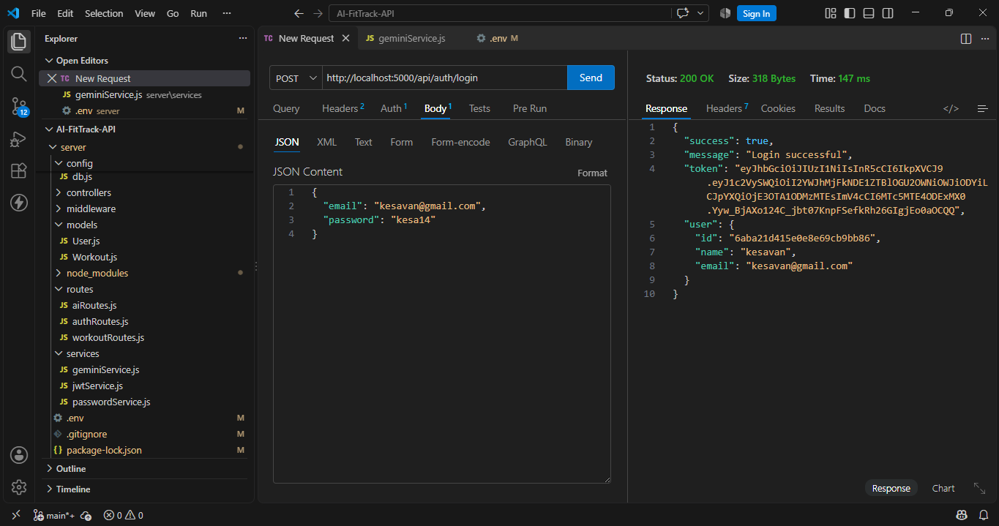 File Edit Selection View Go Run ···
AI-FitTrack-API
Sign In
Explorer ···
Open Editors
TC New Request
JS geminiService.js server\services
.env server M
AI-FitTrack-API
server
config
JS db.js
controllers
middleware
models
JS User.js
JS Workout.js
node_modules
routes
JS aiRoutes.js
JS authRoutes.js
JS workoutRoutes.js
services
JS geminiService.js
JS jwtService.js
JS passwordService.js
.env M
.gitignore M
{} package-lock.json M
Outline
Timeline
12
TC New Request
JS geminiService.js
.env M
POST http://localhost:5000/api/auth/login Send
Query Headers 2 Auth 1 Body 1 Tests Pre Run
JSON XML Text Form Form-encode GraphQL Binary
JSON Content Format
1 {
2 "email": "kesavan@gmail.com",
3 "password": "kesa14"
4 }
Status: 200 OK Size: 318 Bytes Time: 147 ms
Response Headers 7 Cookies Results Docs </>
1 {
2 "success": true,
3 "message": "Login successful",
4 "token": "eyJhbGciOiJIUzI1NiIsInR5cCI6IkpXVCJ9
.eyJ1c2VySWQiOiI2YWJhMjFkNDE1ZTBlOGU2OWNiOWJiODYiL
CJpYXQiOjE3OTA1ODMzMTEsImV4cCI6MTc5MTE4ODExMX0
.Yyw_BjAXo124C_jbt07KnpFSefkRh26GIgjEo0aOCQQ",
5 "user": {
6 "id": "6aba21d415e0e8e69cb9bb86",
7 "name": "kesavan",
8 "email": "kesavan@gmail.com"
9 }
10 }
Response Chart
main*+ 0 0